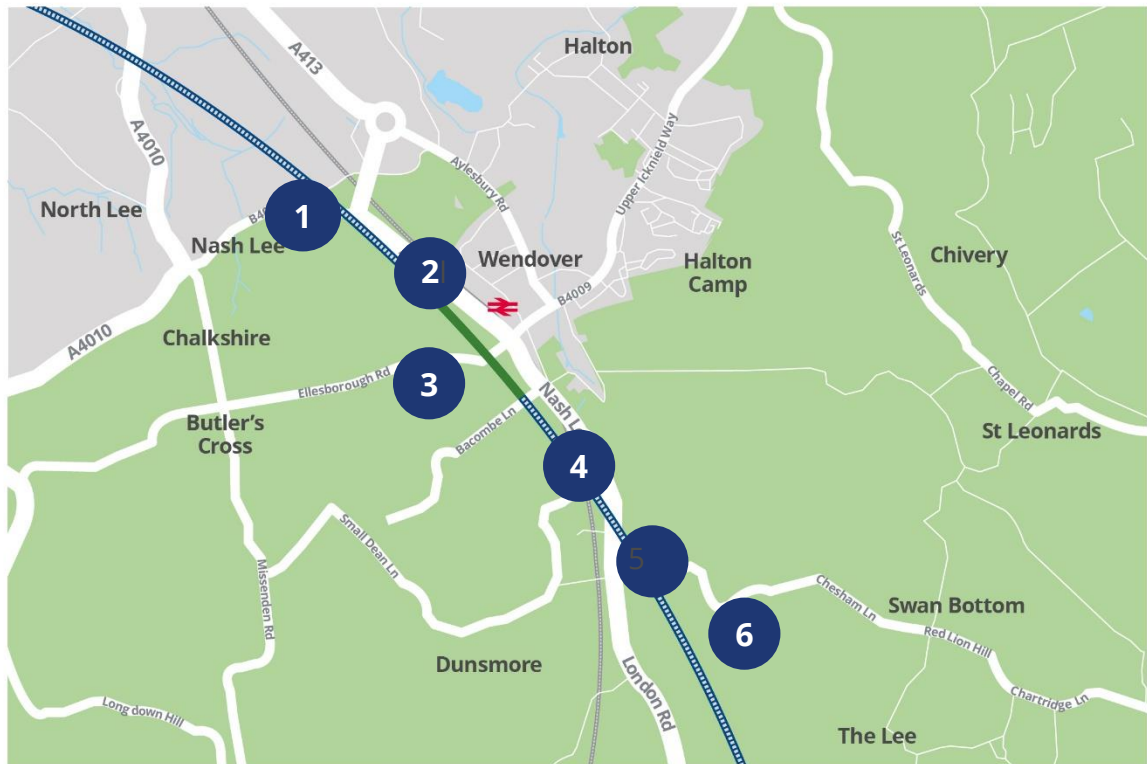 Halton
A413
A4010
Aylesbury Rd
Upper Icknield Way
North Lee
1
Nash Lee
2
Wendover
Halton
Camp
St Leonards
Chivery
B4009
A4010
Chalkshire
3
Ellesborough Rd
Butler's
Cross
Bacombe Ln
Chapel Rd
St Leonards
4
Small Dean Ln
Missenden Rd
5
Chesham Ln
Swan Bottom
6
Red Lion Hill
Dunsmore
London Rd
Chartridge Ln
Longdown Hill
The Lee